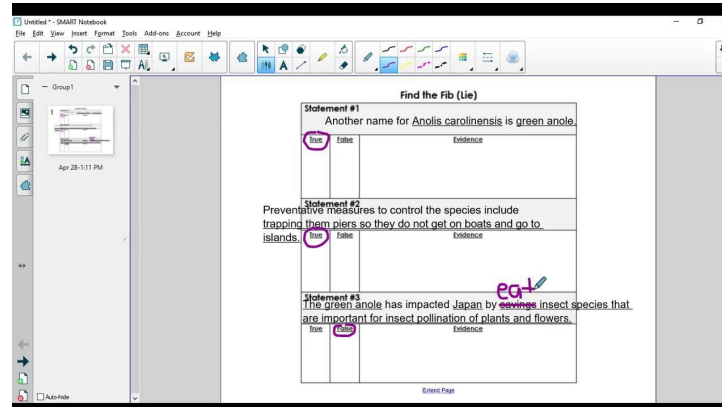 Untitled * - SMART Notebook
File Edit View Insert Format Tools Add-ons Account Help
Group1
1
Apr 28-1:11 PM
Auto-hide
Find the Fib (Lie)
Statement #1
Another name for Anolis carolinensis is green anole.
True False Evidence
Statement #2
Preventative measures to control the species include
trapping them piers so they do not get on boats and go to
islands.
True False Evidence
eat
Statement #3
The green anole has impacted Japan by savings insect species that
are important for insect pollination of plants and flowers.
True False Evidence
Extend Page